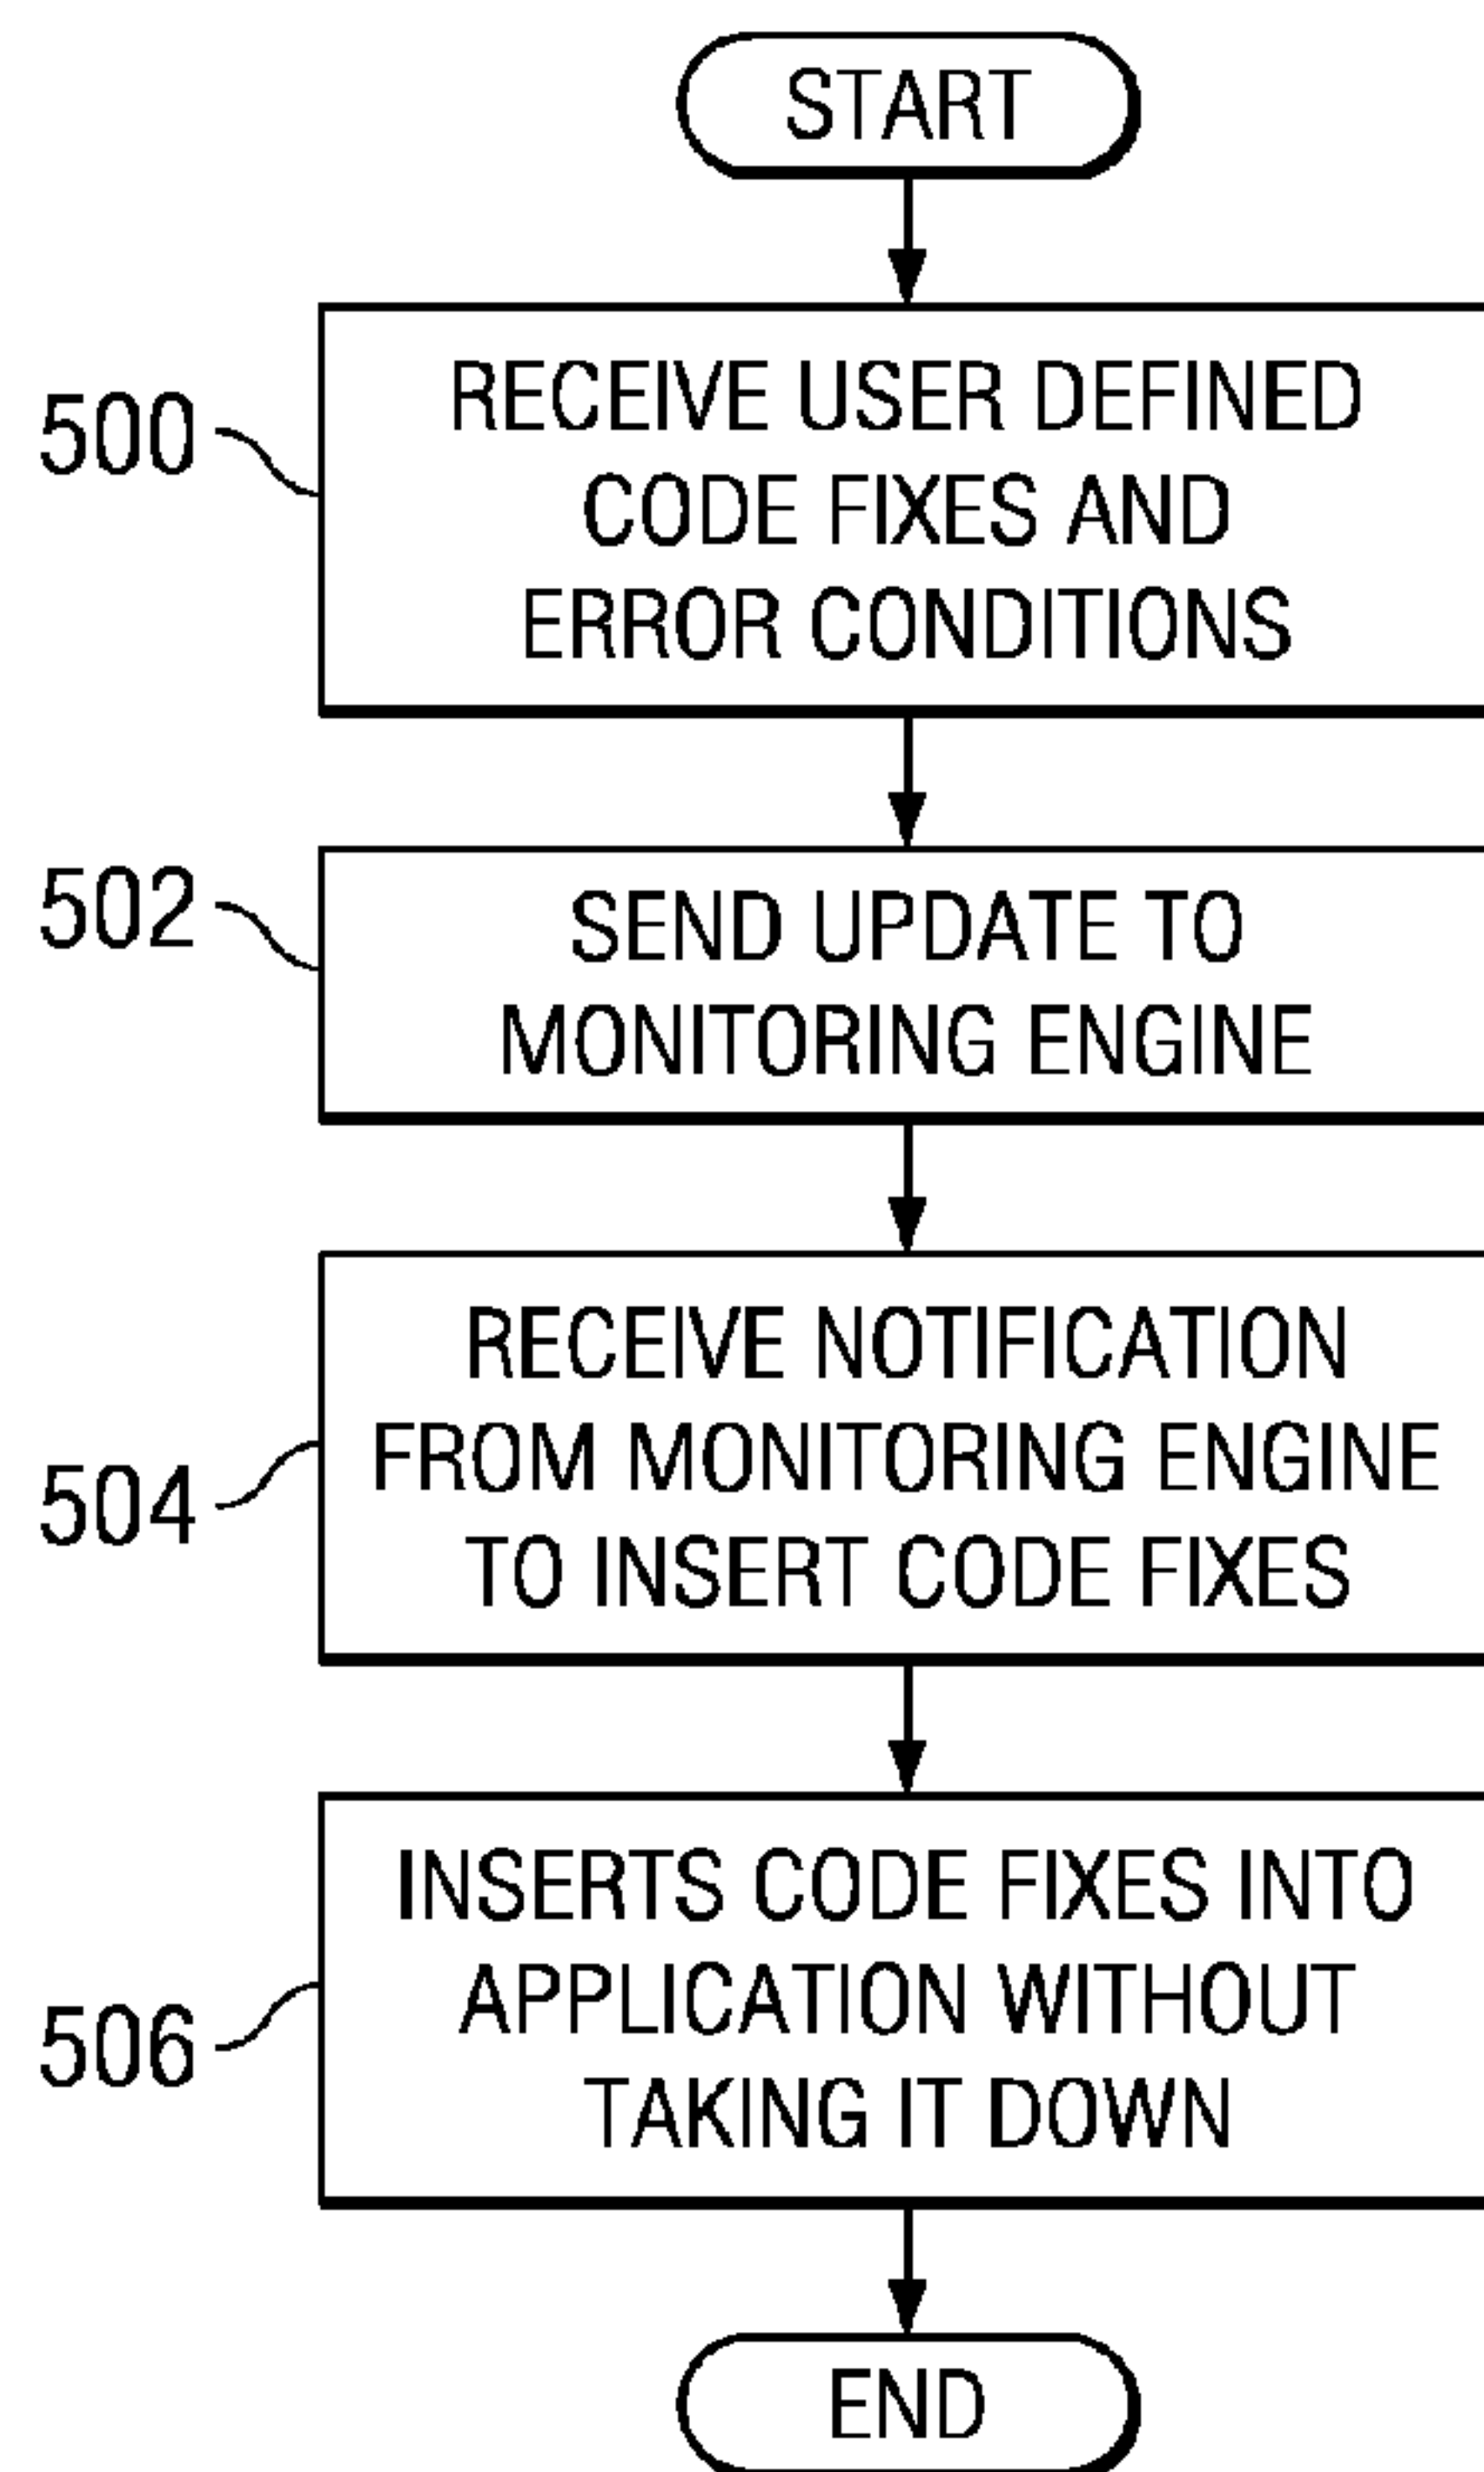 START
500
RECEIVE USER DEFINED
CODE FIXES AND
ERROR CONDITIONS
502
SEND UPDATE TO
MONITORING ENGINE
504
RECEIVE NOTIFICATION
FROM MONITORING ENGINE
TO INSERT CODE FIXES
506
INSERTS CODE FIXES INTO
APPLICATION WITHOUT
TAKING IT DOWN
END